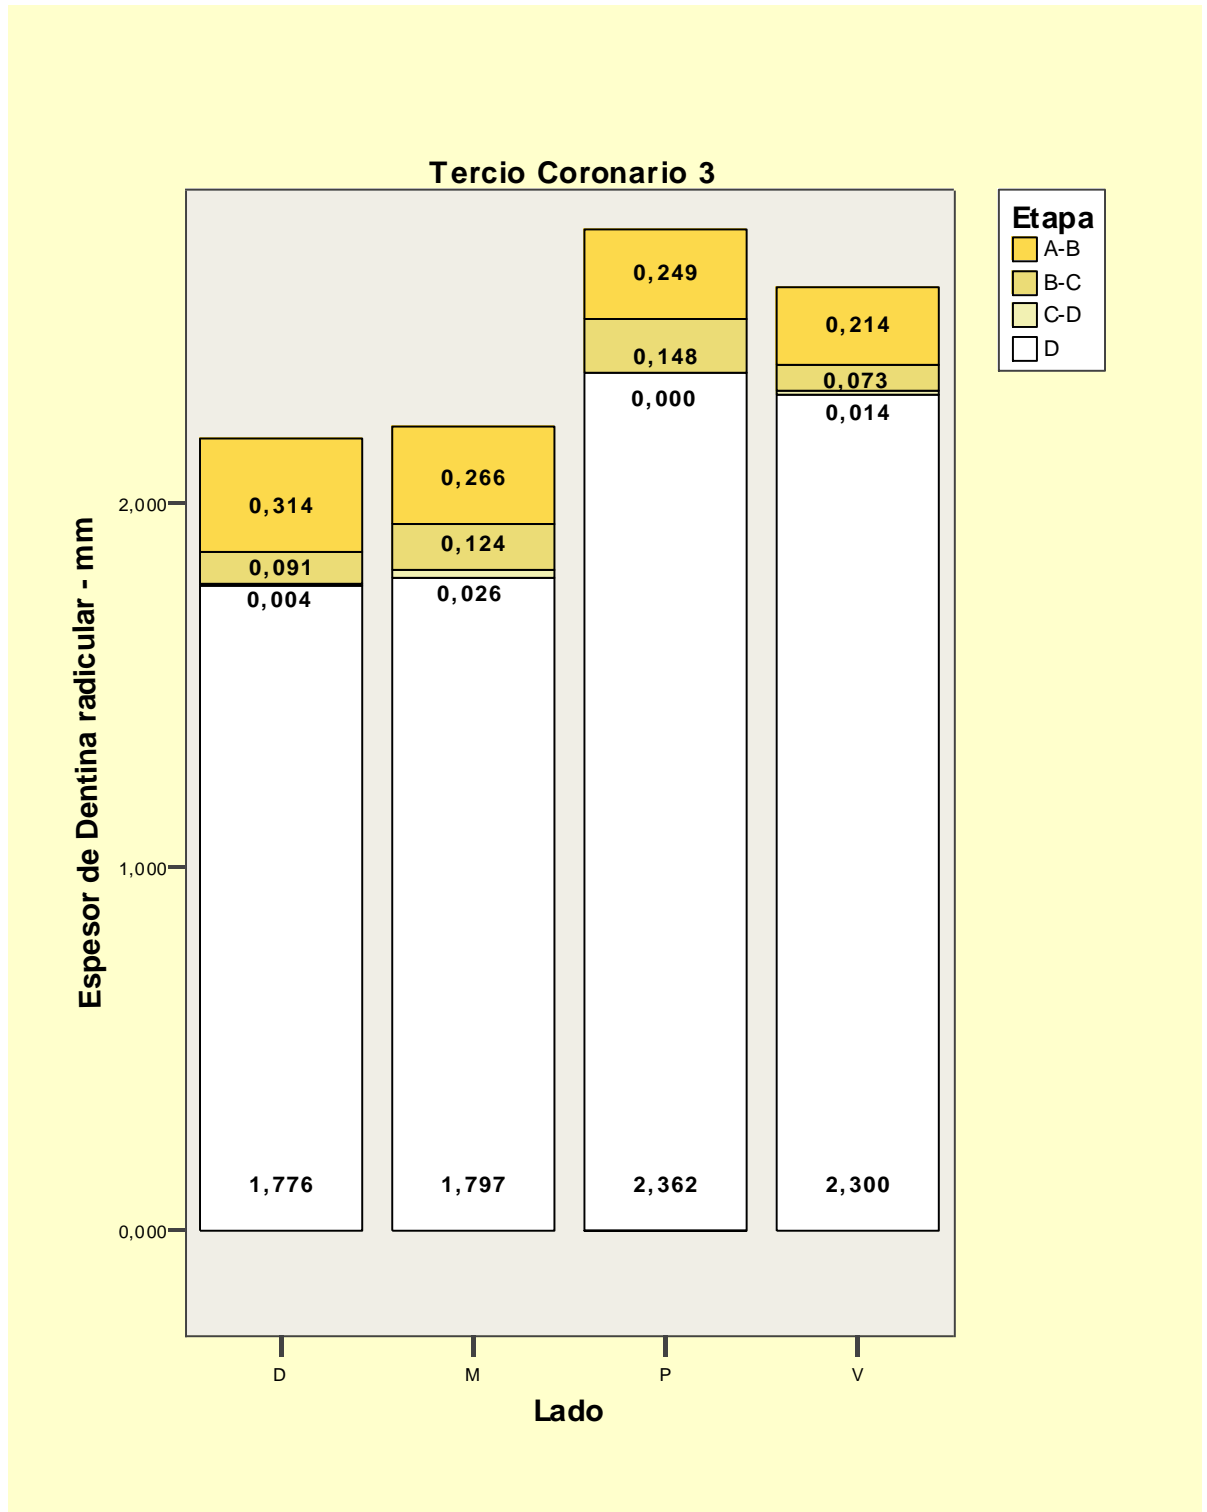 Tercio Coronario 3
Etapa
A-B
B-C
C-D
D
0,249
0,214
0,148
0,073
0,000
0,014
0,266
2,000
0,314
0,124
0,091
0,026
0,004
Espesor de Dentina radicular - mm
1,000
1,776
1,797
2,362
2,300
0,000
D
M
P
V
Lado